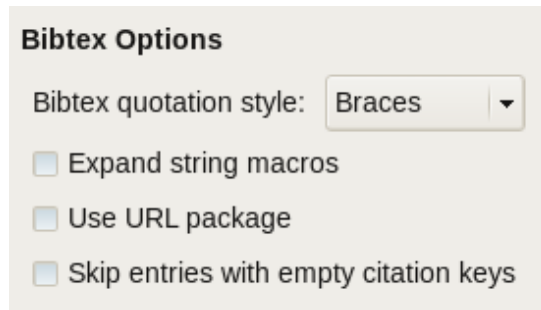 Bibtex Options
Bibtex quotation style: Braces
Expand string macros
Use URL package
Skip entries with empty citation keys